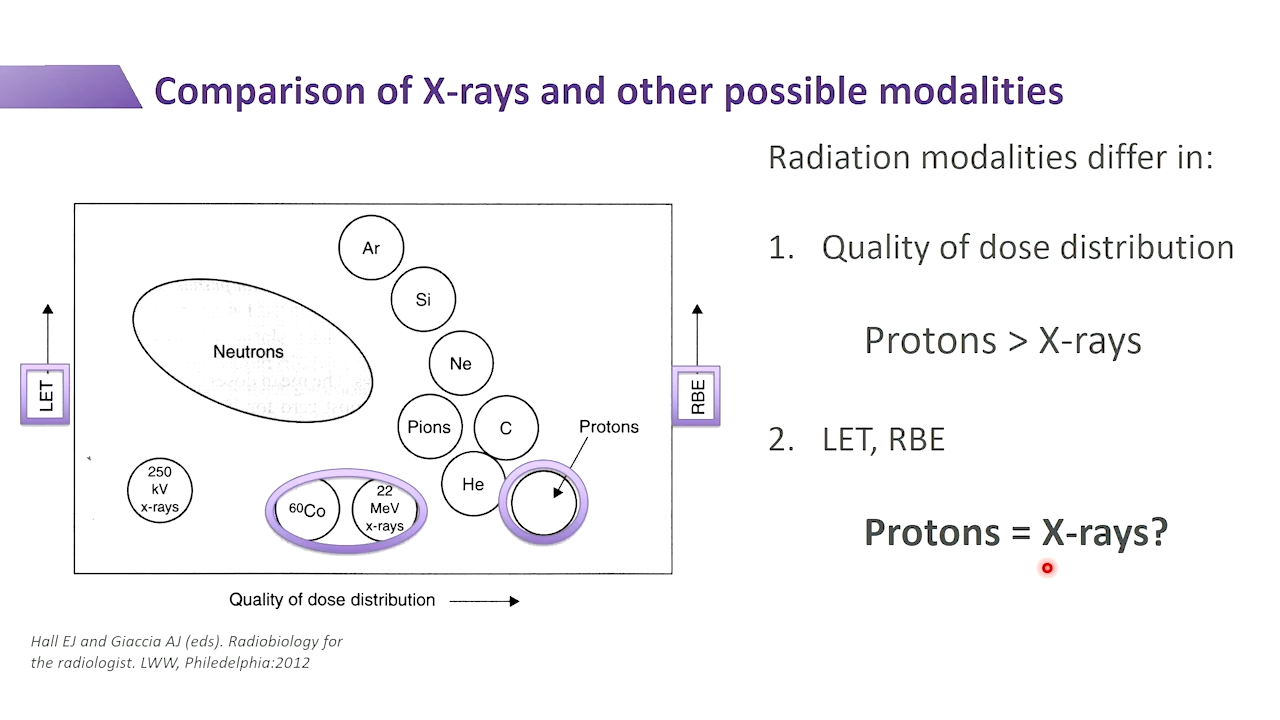 Comparison of X-rays and other possible modalities
Radiation modalities differ in:
1. Quality of dose distribution
Protons > X-rays
2. LET, RBE
Protons = X-rays?
LET
RBE
Ar
Si
Ne
Neutrons
Pions
C
Protons
He
250
kV
x-rays
60Co
22
MeV
x-rays
Quality of dose distribution
Hall EJ and Giaccia AJ (eds). Radiobiology for
the radiologist. LWW, Philedelphia:2012